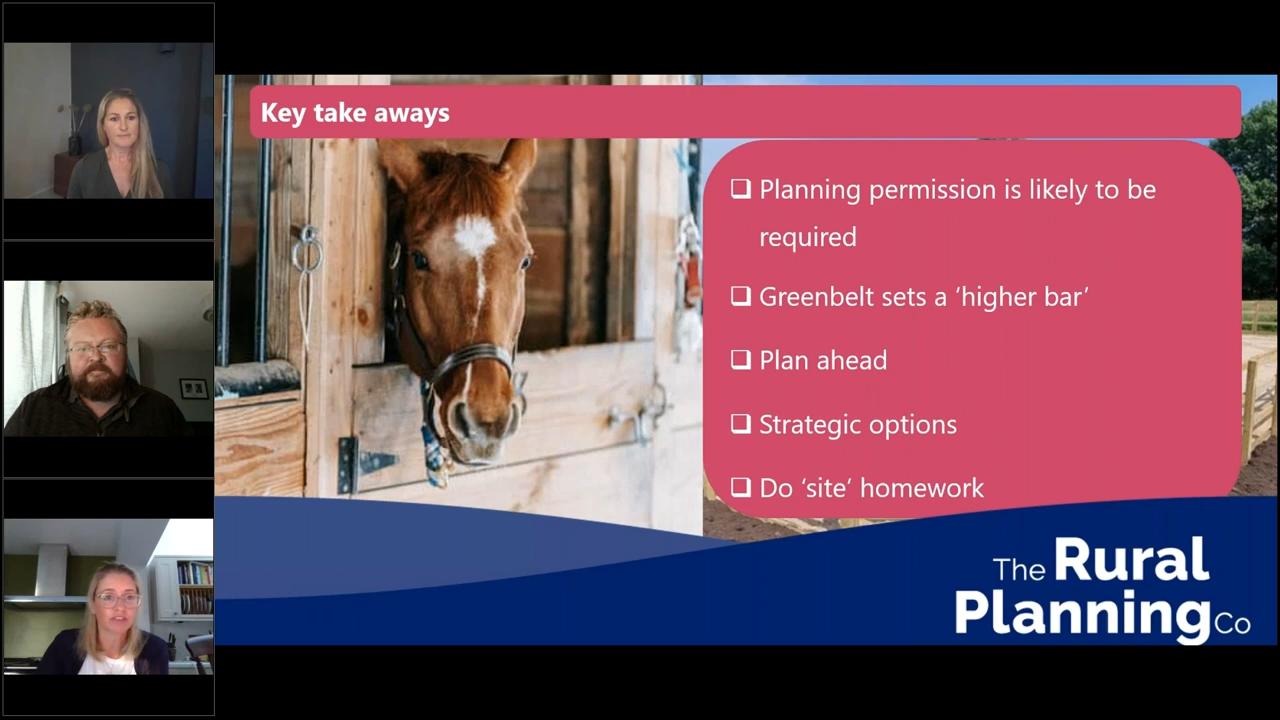 Key take aways
❑ Planning permission is likely to be
required
❑ Greenbelt sets a ‘higher bar’
❑ Plan ahead
❑ Strategic options
❑ Do ‘site’ homework
The Rural
Planning Co